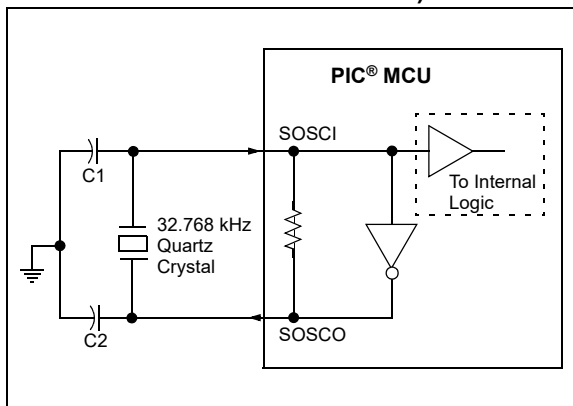 PIC® MCU
SOSCI
C1
To Internal
Logic
32.768 kHz
Quartz
Crystal
C2
SOSCO